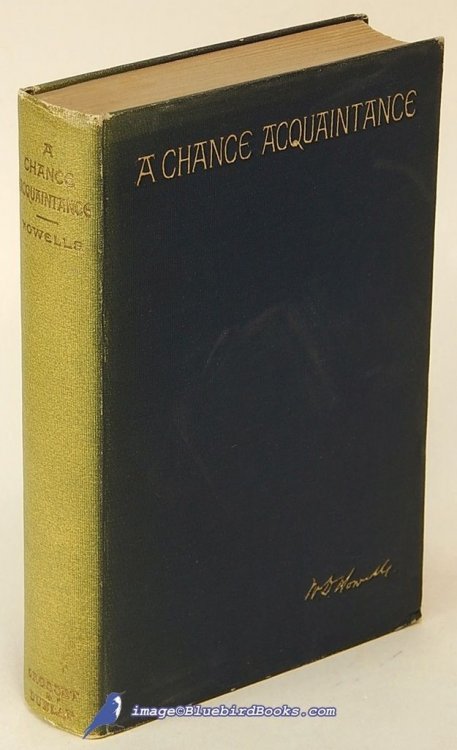 A CHANCE ACQUAINTANCE
A
CHANCE
ACQUAINTANCE
HOWELLS
W D Howells.
GROSSET
&
DUNLAP
image©BluebirdBooks.com